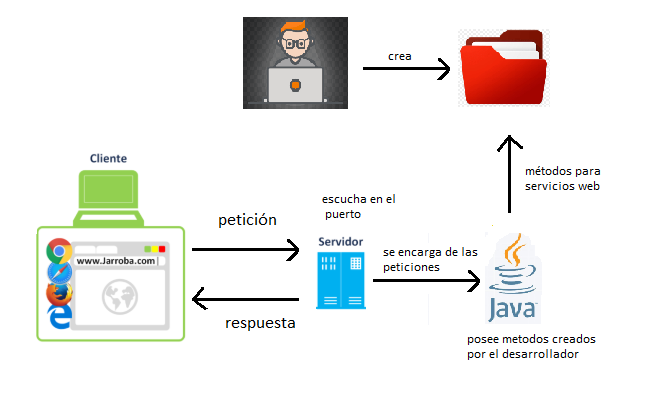 crea
Cliente
métodos para
servicios web
escucha en el
puerto
petición
www.Jarroba.com
Servidor
se encarga de las
peticiones
Java
respuesta
posee metodos creados
por el desarrollador